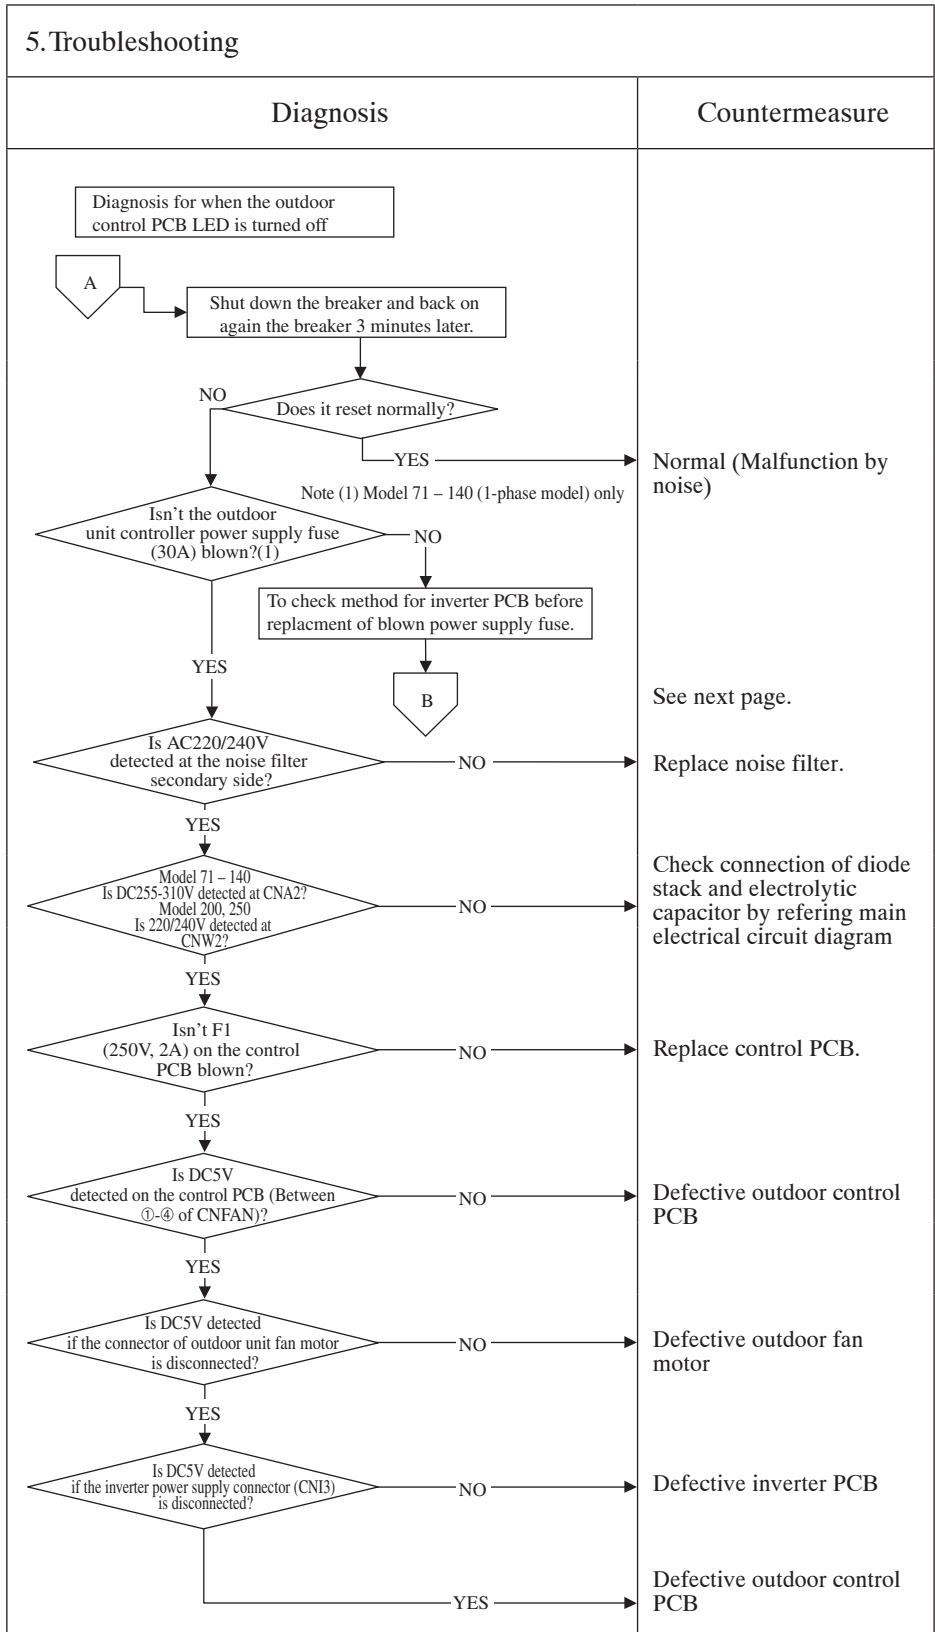 5.Troubleshooting
Diagnosis
Countermeasure
Diagnosis for when the outdoor
control PCB LED is turned off
A
Shut down the breaker and back on
again the breaker 3 minutes later.
NO
Does it reset normally?
YES
Normal (Malfunction by
noise)
Note (1) Model 71 – 140 (1-phase model) only
Isn't the outdoor
unit controller power supply fuse
(30A) blown?(1)
NO
To check method for inverter PCB before
replacment of blown power supply fuse.
YES
B
See next page.
Is AC220/240V
detected at the noise filter
secondary side?
NO
Replace noise filter.
YES
Model 71 – 140
Is DC255-310V detected at CNA2?
Model 200, 250
Is 220/240V detected at
CNW2?
NO
Check connection of diode
stack and electrolytic
capacitor by refering main
electrical circuit diagram
YES
Isn't F1
(250V, 2A) on the control
PCB blown?
NO
Replace control PCB.
YES
Is DC5V
detected on the control PCB (Between
①-④ of CNFAN)?
NO
Defective outdoor control
PCB
YES
Is DC5V detected
if the connector of outdoor unit fan motor
is disconnected?
NO
Defective outdoor fan
motor
YES
Is DC5V detected
if the inverter power supply connector (CNI3)
is disconnected?
NO
Defective inverter PCB
YES
Defective outdoor control
PCB